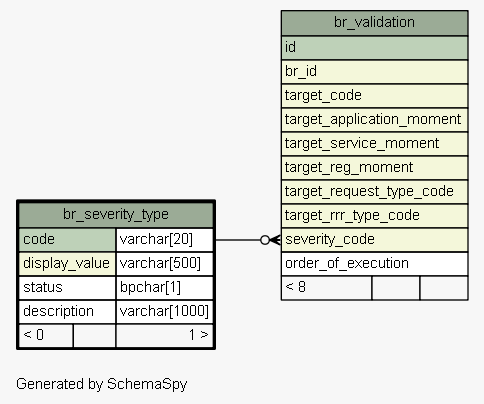 br_validation
id
br_id
target_code
target_application_moment
target_service_moment
target_reg_moment
target_request_type_code
target_rrr_type_code
severity_code
order_of_execution
< 8
br_severity_type
code varchar[20]
display_value varchar[500]
status bpchar[1]
description varchar[1000]
< 0 1 >
Generated by SchemaSpy